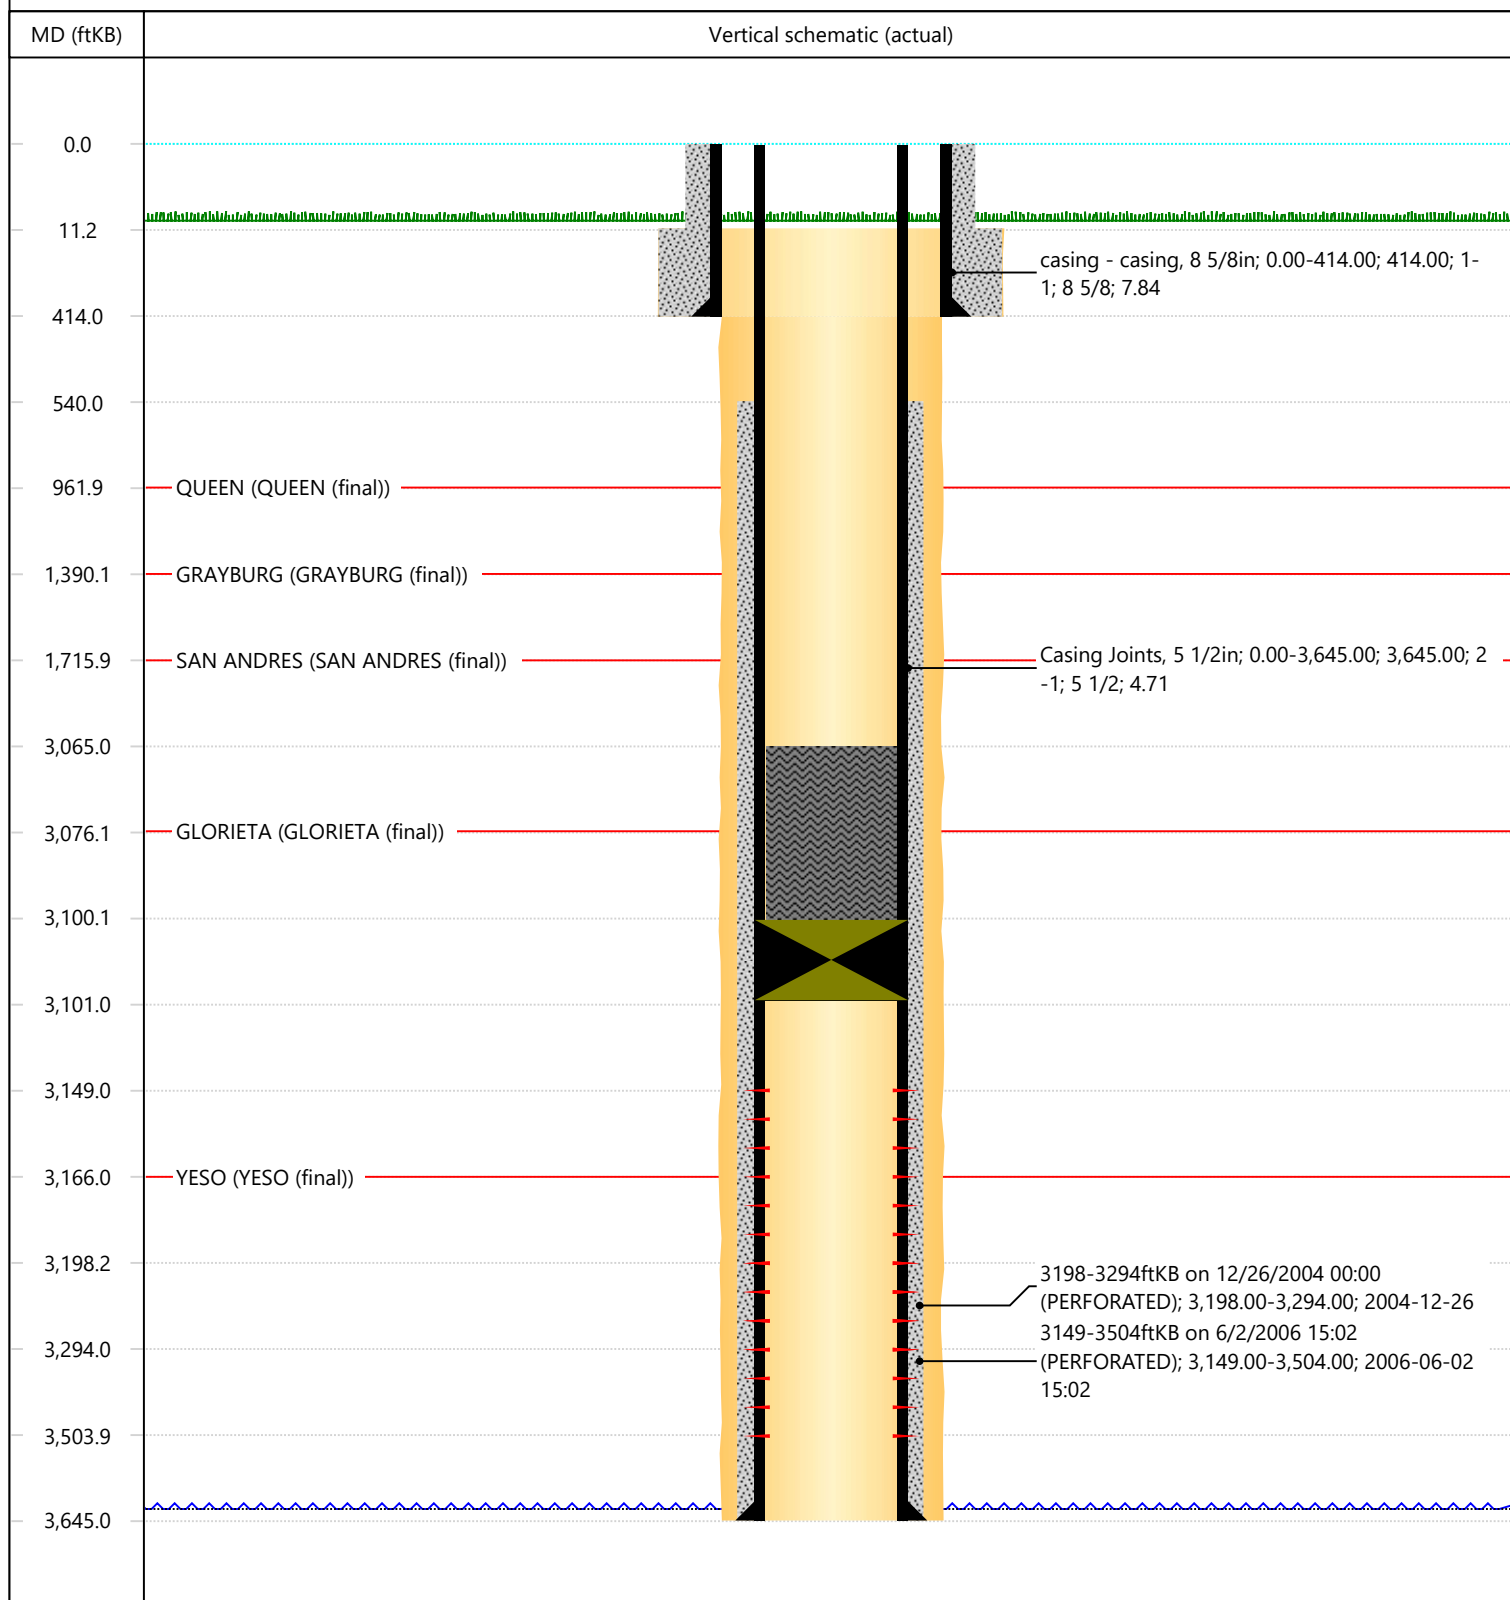 MD (ftKB)
Vertical schematic (actual)
0.0
11.2
casing - casing, 8 5/8in; 0.00-414.00; 414.00; 1-
1; 8 5/8; 7.84
414.0
540.0
961.9
QUEEN (QUEEN (final))
1,390.1
GRAYBURG (GRAYBURG (final))
1,715.9
SAN ANDRES (SAN ANDRES (final))
Casing Joints, 5 1/2in; 0.00-3,645.00; 3,645.00; 2
-1; 5 1/2; 4.71
3,065.0
3,076.1
GLORIETA (GLORIETA (final))
3,100.1
3,101.0
3,149.0
3,166.0
YESO (YESO (final))
3,198.2
3198-3294ftKB on 12/26/2004 00:00
(PERFORATED); 3,198.00-3,294.00; 2004-12-26
3,294.0
3149-3504ftKB on 6/2/2006 15:02
(PERFORATED); 3,149.00-3,504.00; 2006-06-02
15:02
3,503.9
3,645.0